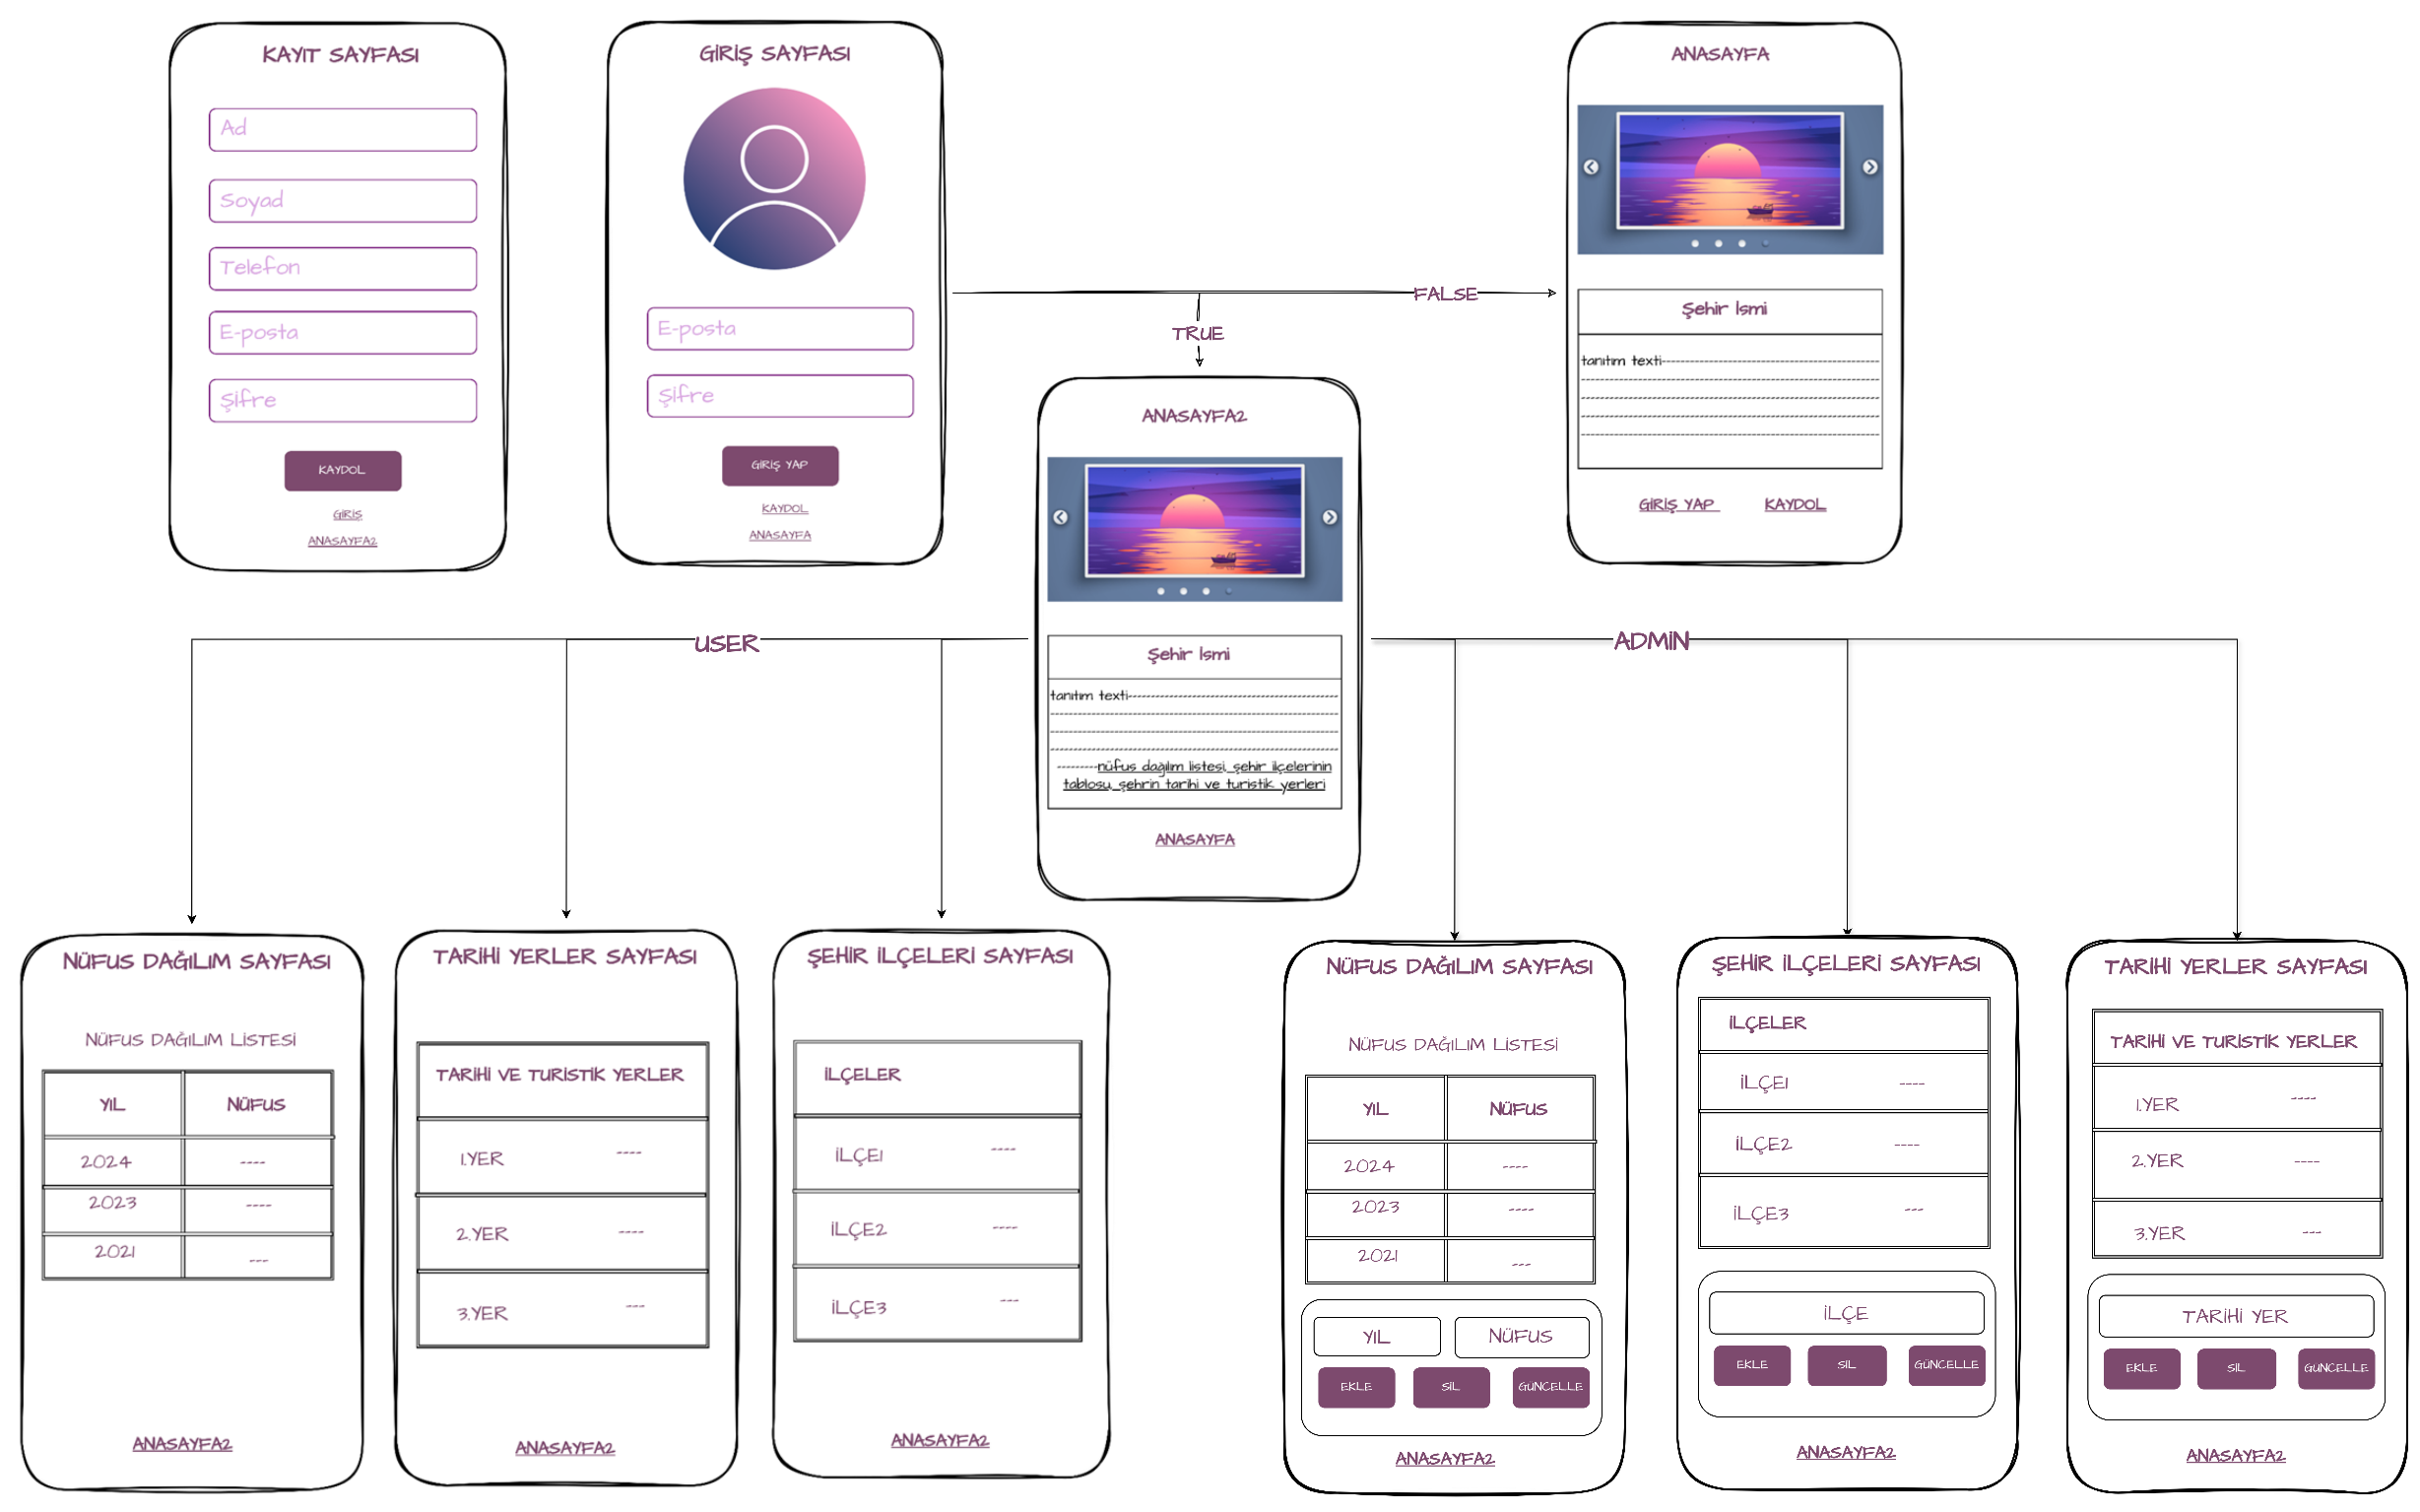 KAYIT SAYFASI
Ad
Soyad
Telefon
E-posta
Şifre
KAYDOL
GİRİS
ANASAYFA2
GİRİŞ SAYFASI
E-posta
Şifre
GİRİŞ YAP
KAYDOL
ANASAYFA
FALSE
TRUE
ANASAYFA
Şehir İsmi
tanıtım texti------------------------------------------------
GİRİŞ YAP KAYDOL
ANASAYFA2
Şehir İsmi
tanıtım texti------------------------------------------------
---------nüfus dağılım listesi, şehir ilçelerinin
tablosu, şehrin tarihi ve turistik yerleri
ANASAYFA
USER
ADMİN
NÜFUS DAĞILIM SAYFASI
NÜFUS DAĞILIM LİSTESİ
YIL NÜFUS
2024 ----
2023 ----
2021 ---
ANASAYFA2
TARİHİ YERLER SAYFASI
TARİHİ VE TURİSTİK YERLER
1.YER ----
2.YER ----
3.YER ---
ANASAYFA2
ŞEHİR İLÇELERİ SAYFASI
İLÇELER
İLÇE1 ----
İLÇE2 ----
İLÇE3 ---
ANASAYFA2
NÜFUS DAĞILIM SAYFASI
NÜFUS DAĞILIM LİSTESİ
YIL NÜFUS
2024 ----
2023 ----
2021 ---
YIL NÜFUS
EKLE SİL GÜNCELLE
ANASAYFA2
ŞEHİR İLÇELERİ SAYFASI
İLÇELER
İLÇE1 ----
İLÇE2 ----
İLÇE3 ---
İLÇE
EKLE SİL GÜNCELLE
ANASAYFA2
TARİHİ YERLER SAYFASI
TARİHİ VE TURİSTİK YERLER
1.YER ----
2.YER ----
3.YER ---
TARİHİ YER
EKLE SİL GÜNCELLE
ANASAYFA2